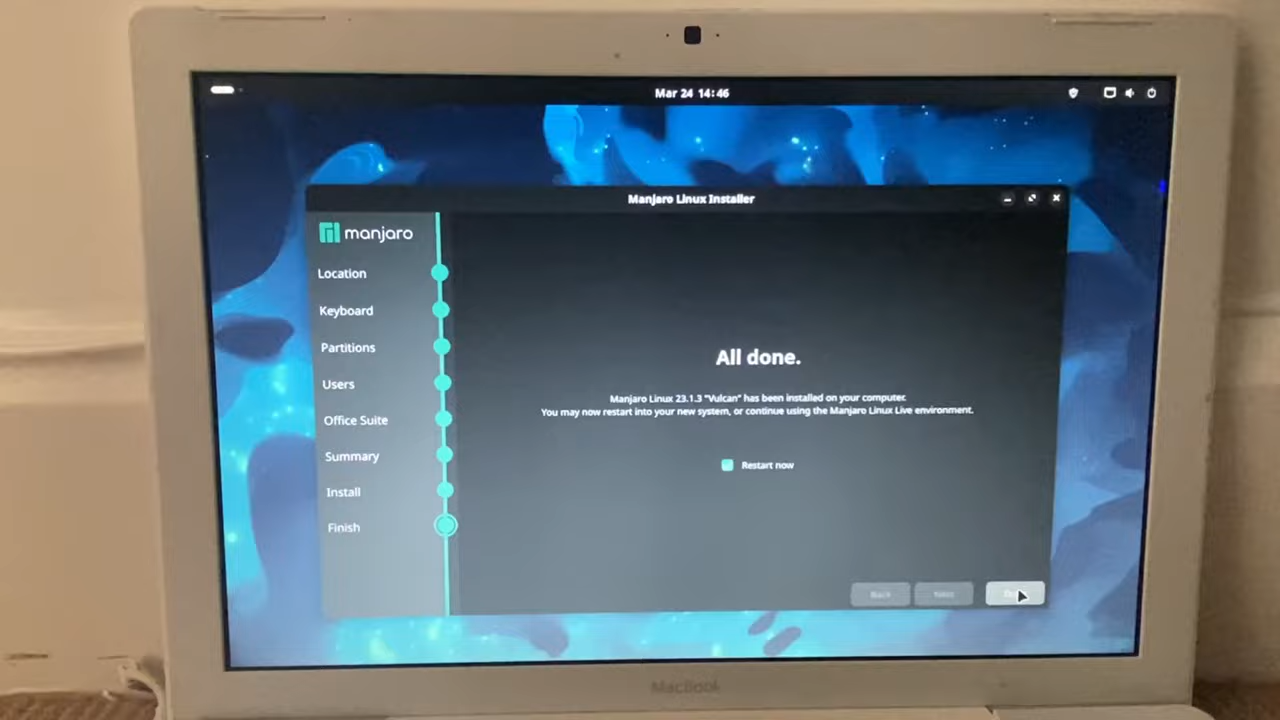 Mar 24 14:46
Manjaro Linux Installer
manjaro
Location
Keyboard
Partitions
Users
Office Suite
Summary
Install
Finish
All done.
Manjaro Linux 23.1.3 "Vulcan" has been installed on your computer.
You may now restart into your new system, or continue using the Manjaro Linux Live environment.
Restart now
Back
Next
MacBook